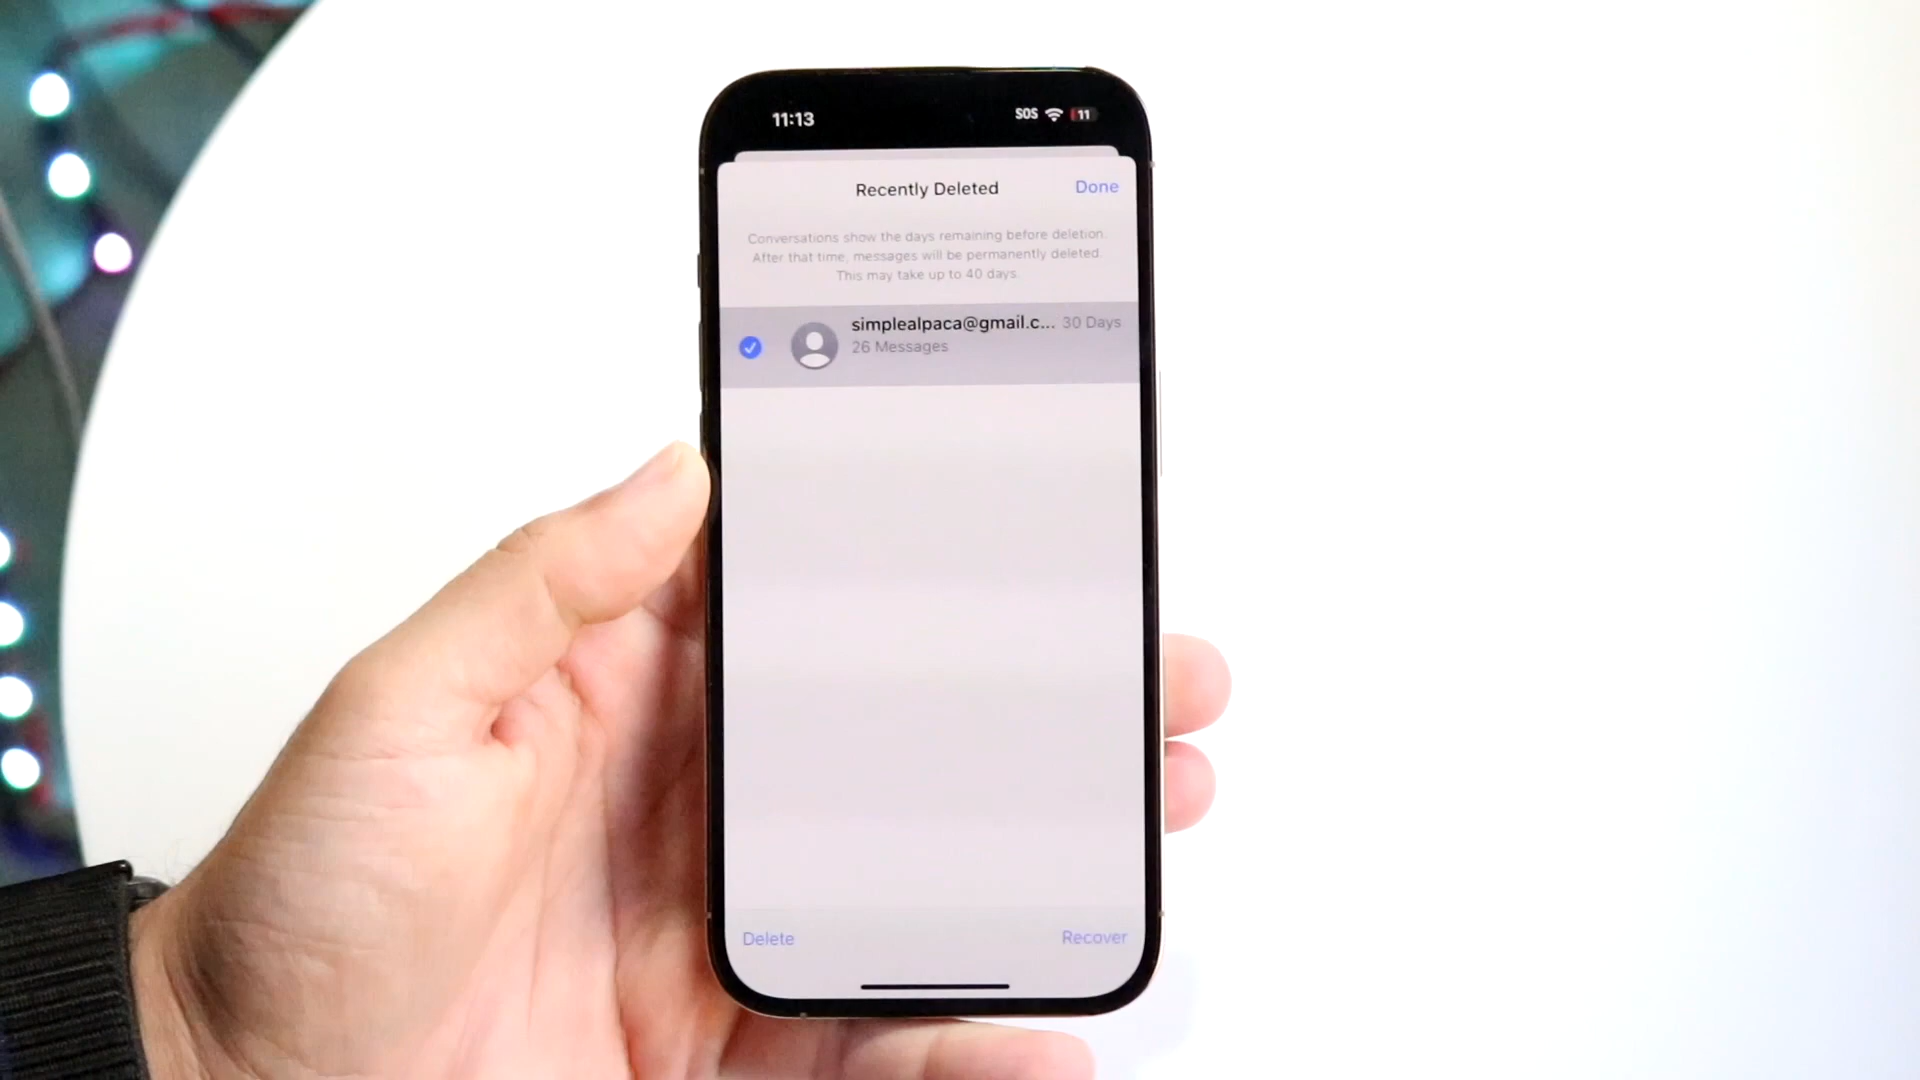 11:13
SOS 11
Recently Deleted
Done
Conversations show the days remaining before deletion.
After that time, messages will be permanently deleted.
This may take up to 40 days.
simplealpaca@gmail.c... 30 Days
26 Messages
Delete
Recover